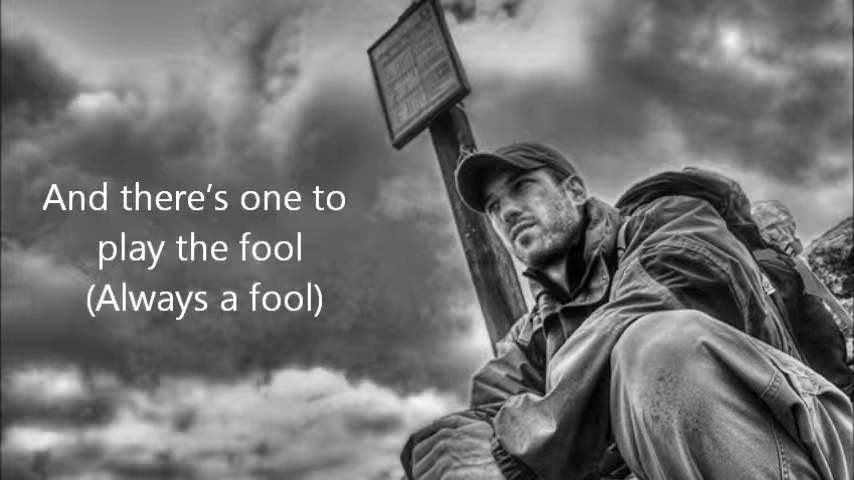 And there's one to
play the fool
(Always a fool)